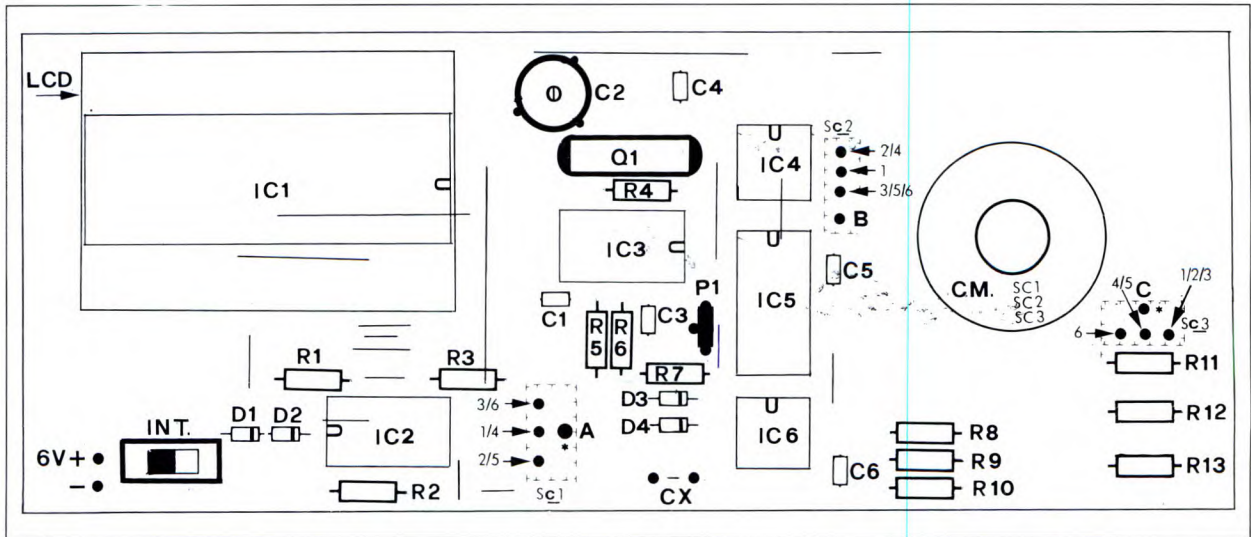 LCD
IC1
C2
C4
Q1
R4
IC3
IC4
Sc2
2/4
1
3/5/6
B
C5
IC5
P1
C3
C1
R5
R6
R7
C.M.
SC1
SC2
SC3
4/5
C
1/2/3
*
Sc3
6
R11
R12
R13
R1
R3
D1
D2
IC2
INT.
6V +
-
R2
3/6
1/4
2/5
A
*
Sc1
D3
D4
CX
-
IC6
C6
R8
R9
R10